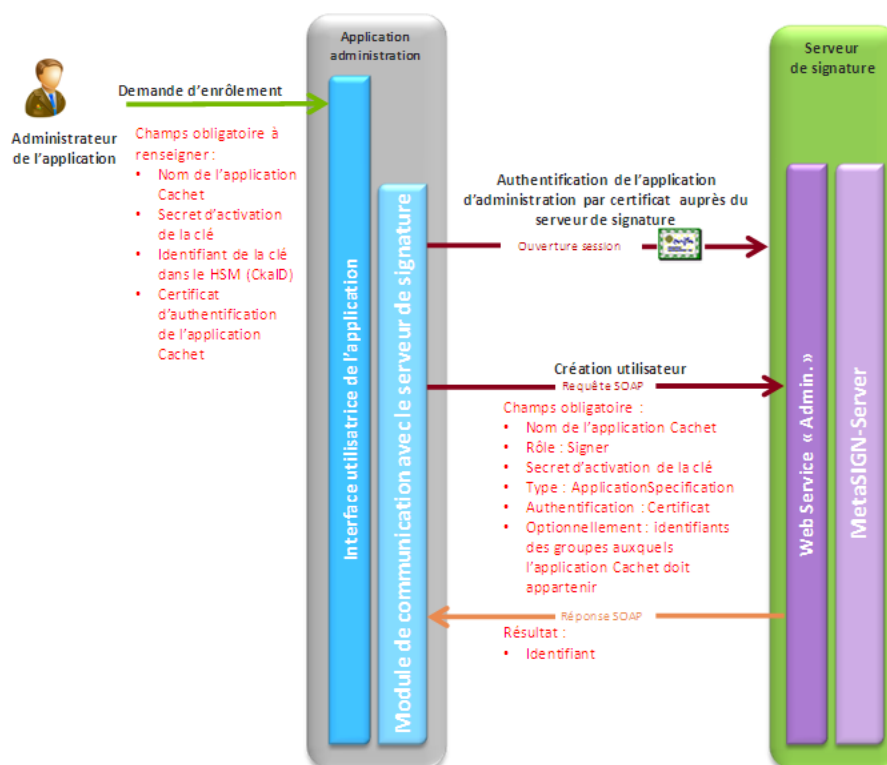 Application
administration
Serveur
de signature
Demande d’enrôlement
Administrateur
de l’application
Champs obligatoire à
renseigner :
• Nom de l’application
Cachet
• Secret d’activation
de la clé
• Identifiant de la clé
dans le HSM (CkaID)
• Certificat
d’authentification
de l’application
Cachet
Interface utilisatrice de l’application
Module de communication avec le serveur de signature
Authentification de l’application
d’administration par certificat auprès du
serveur de signature
Ouverture session
Création utilisateur
Requête SOAP
Champs obligatoire :
• Nom de l’application Cachet
• Rôle : Signer
• Secret d’activation de la clé
• Type : ApplicationSpecification
• Authentification : Certificat
• Optionnellement : identifiants
des groupes auxquels
l’application Cachet doit
appartenir
Réponse SOAP
Résultat :
• Identifiant
Web Service « Admin. »
MetaSIGN-Server